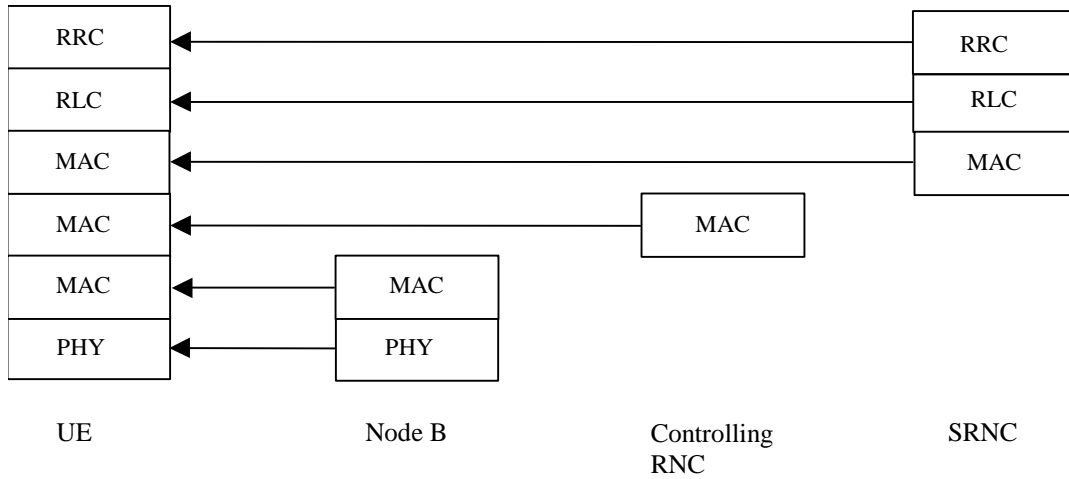 RRC
RRC
RLC
RLC
MAC
MAC
MAC
MAC
MAC
MAC
PHY
PHY
UE
Node B
Controlling
RNC
SRNC